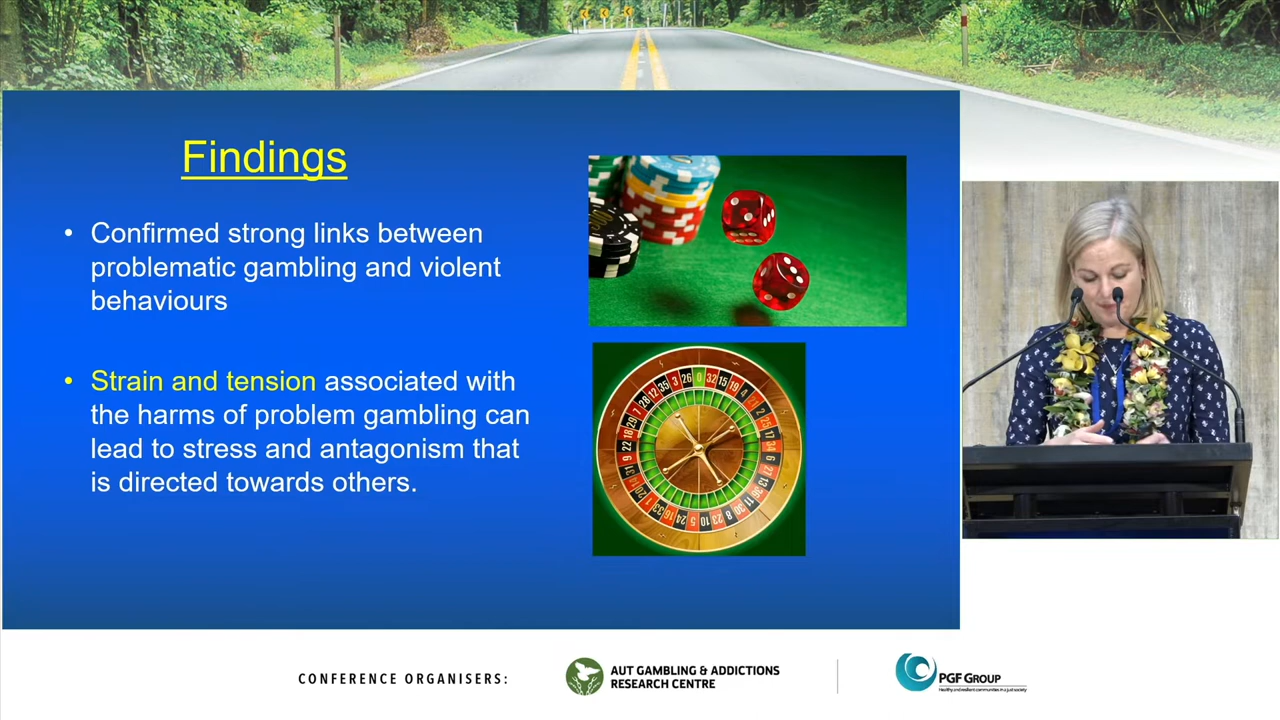 Findings
• Confirmed strong links between
problematic gambling and violent
behaviours
• Strain and tension associated with
the harms of problem gambling can
lead to stress and antagonism that
is directed towards others.
CONFERENCE ORGANISERS:
AUT GAMBLING & ADDICTIONS
RESEARCH CENTRE
PGF GROUP
Healthy and resilient communities in a just society